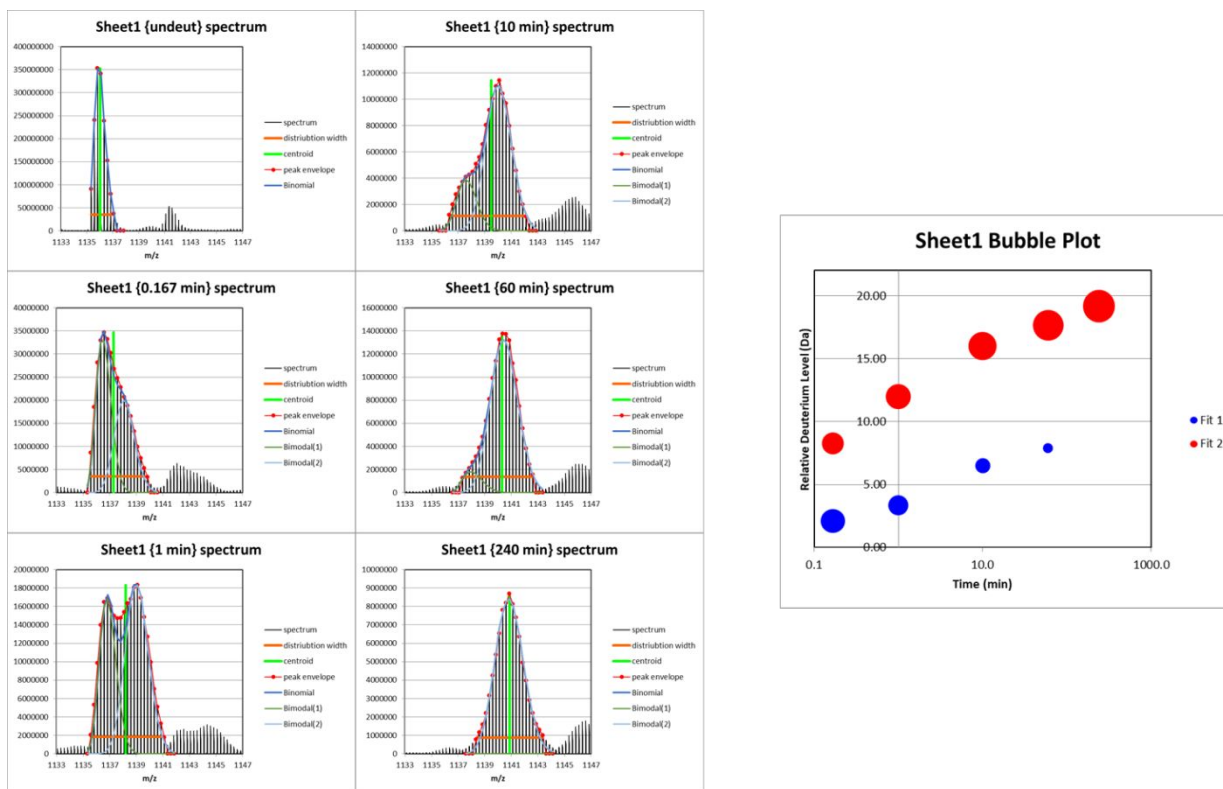 Sheet1 {undeut} spectrum
400000000
350000000
300000000
250000000
200000000
150000000
100000000
50000000
0
1133 1135 1137 1139 1141 1143 1145 1147
m/z
spectrum
distriubtion width
centroid
peak envelope
Binomial
Sheet1 {10 min} spectrum
14000000
12000000
10000000
8000000
6000000
4000000
2000000
0
1133 1135 1137 1139 1141 1143 1145 1147
m/z
spectrum
distriubtion width
centroid
peak envelope
Binomial
Bimodal(1)
Bimodal(2)
Sheet1 {0.167 min} spectrum
40000000
35000000
30000000
25000000
20000000
15000000
10000000
5000000
0
1133 1135 1137 1139 1141 1143 1145 1147
m/z
spectrum
distriubtion width
centroid
peak envelope
Binomial
Bimodal(1)
Bimodal(2)
Sheet1 {60 min} spectrum
16000000
14000000
12000000
10000000
8000000
6000000
4000000
2000000
0
1133 1135 1137 1139 1141 1143 1145 1147
m/z
spectrum
distriubtion width
centroid
peak envelope
Binomial
Bimodal(1)
Bimodal(2)
Sheet1 {1 min} spectrum
20000000
18000000
16000000
14000000
12000000
10000000
8000000
6000000
4000000
2000000
0
1133 1135 1137 1139 1141 1143 1145 1147
m/z
spectrum
distriubtion width
centroid
peak envelope
Binomial
Bimodal(1)
Bimodal(2)
Sheet1 {240 min} spectrum
10000000
9000000
8000000
7000000
6000000
5000000
4000000
3000000
2000000
1000000
0
1133 1135 1137 1139 1141 1143 1145 1147
m/z
spectrum
distriubtion width
centroid
peak envelope
Binomial
Bimodal(1)
Bimodal(2)
Sheet1 Bubble Plot
Relative Deuterium Level (Da)
20.00
15.00
10.00
5.00
0.00
0.1 10.0 1000.0
Time (min)
Fit 1
Fit 2